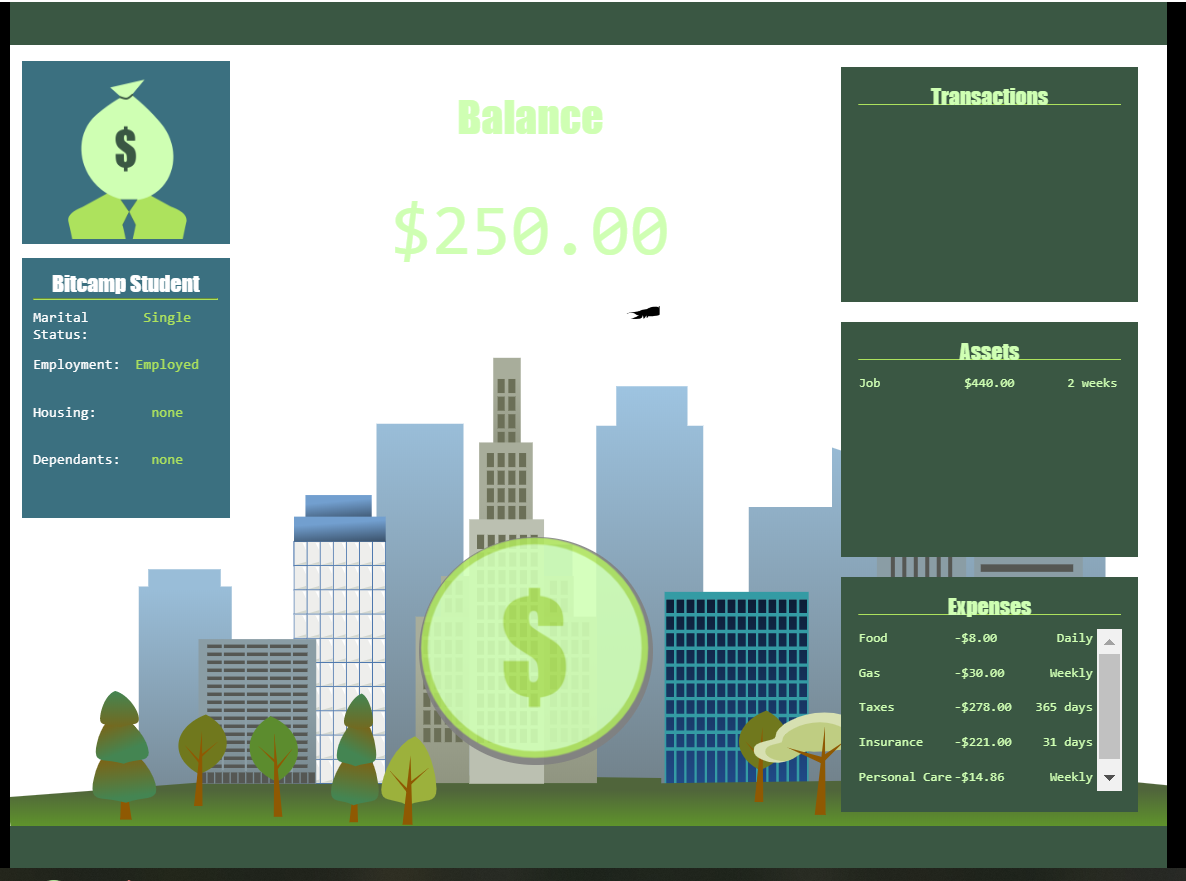 $
Bitcamp Student
Marital Status: Single
Employment: Employed
Housing: none
Dependants: none
Balance
$250.00
$
Transactions
Assets
Job $440.00 2 weeks
Expenses
Food -$8.00 Daily
Gas -$30.00 Weekly
Taxes -$278.00 365 days
Insurance -$221.00 31 days
Personal Care -$14.86 Weekly